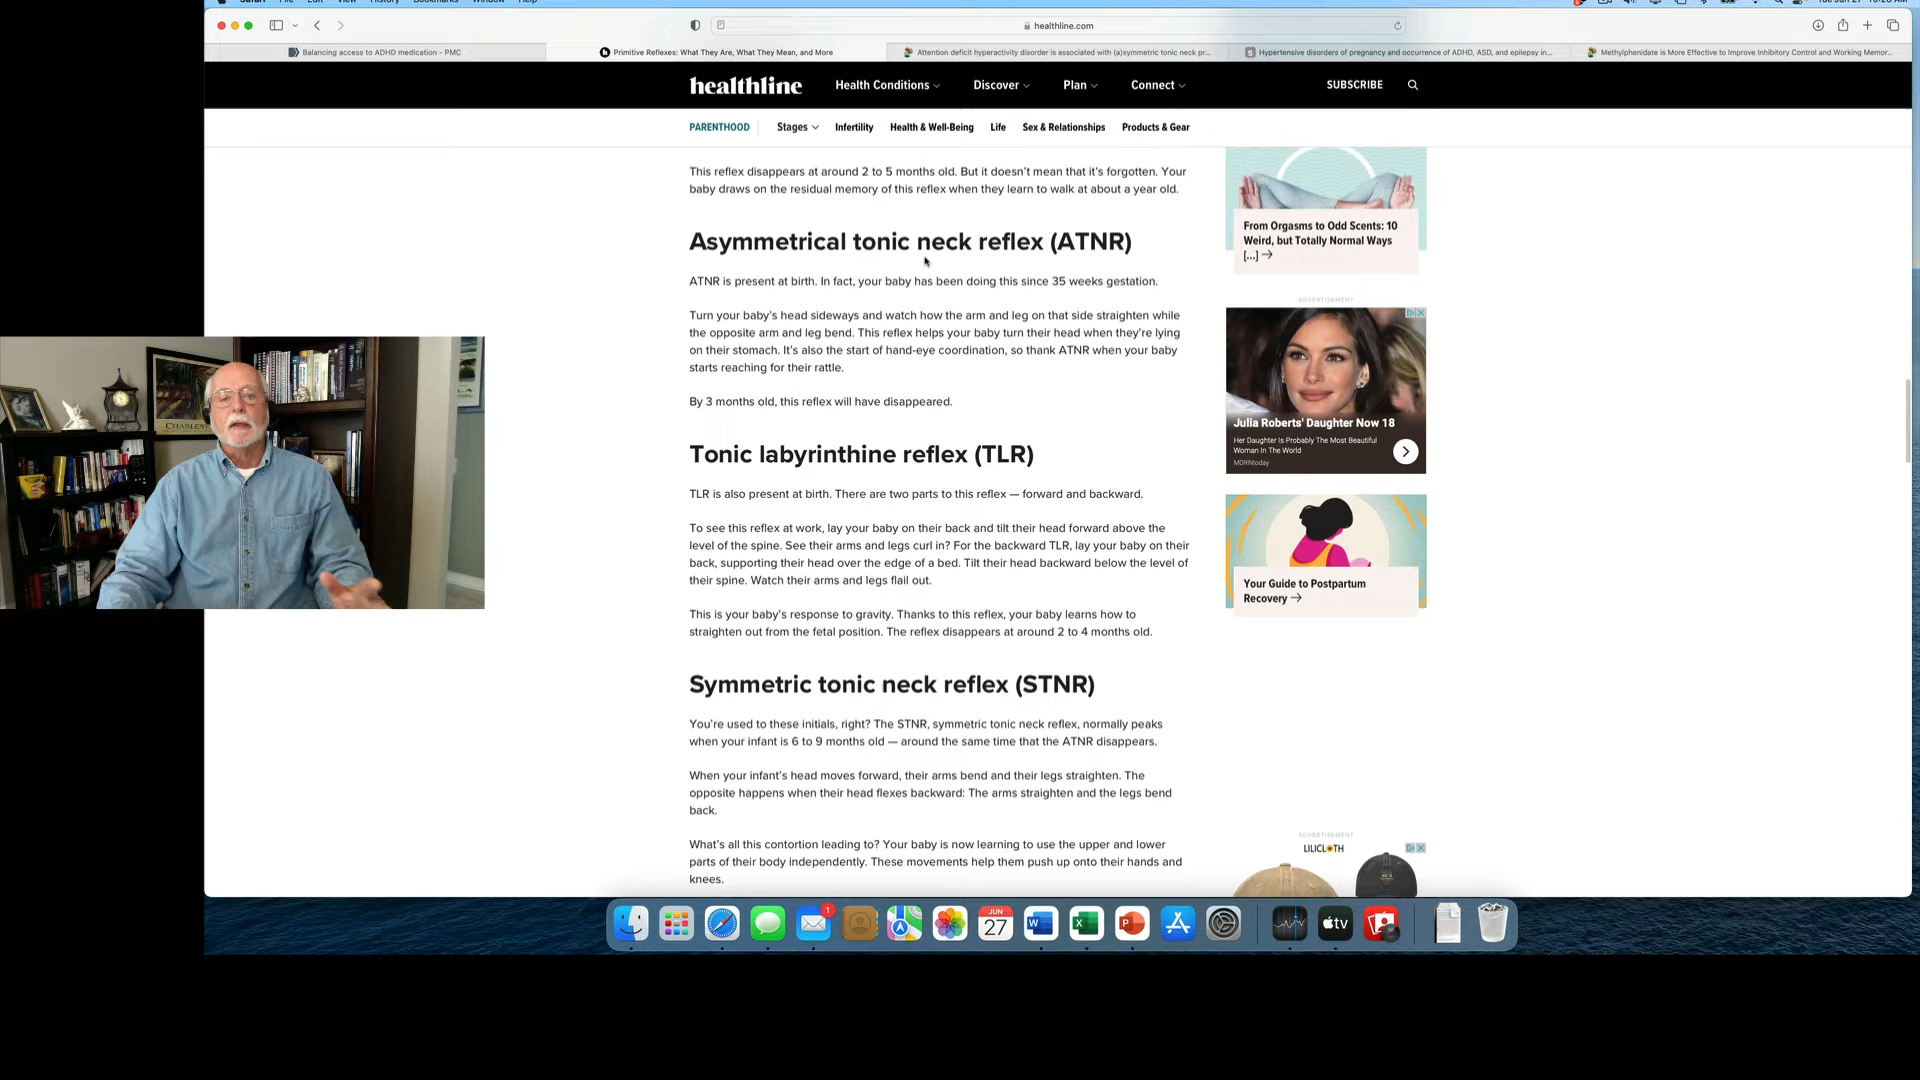 Safari File Edit View History Bookmarks Window Help
healthline.com
Balancing access to ADHD medication - PMC
Primitive Reflexes: What They Are, What They Mean, and More
Attention deficit hyperactivity disorder is associated with (a)symmetric tonic neck pr...
Hypertensive disorders of pregnancy and occurrence of ADHD, ASD, and epilepsy in...
Methylphenidate is More Effective to Improve Inhibitory Control and Working Memor...
healthline
Health Conditions
Discover
Plan
Connect
SUBSCRIBE
PARENTHOOD
Stages
Infertility
Health & Well-Being
Life
Sex & Relationships
Products & Gear
This reflex disappears at around 2 to 5 months old. But it doesn't mean that it's forgotten. Your
baby draws on the residual memory of this reflex when they learn to walk at about a year old.
Asymmetrical tonic neck reflex (ATNR)
ATNR is present at birth. In fact, your baby has been doing this since 35 weeks gestation.
Turn your baby's head sideways and watch how the arm and leg on that side straighten while
the opposite arm and leg bend. This reflex helps your baby turn their head when they're lying
on their stomach. It's also the start of hand-eye coordination, so thank ATNR when your baby
starts reaching for their rattle.
By 3 months old, this reflex will have disappeared.
Tonic labyrinthine reflex (TLR)
TLR is also present at birth. There are two parts to this reflex — forward and backward.
To see this reflex at work, lay your baby on their back and tilt their head forward above the
level of the spine. See their arms and legs curl in? For the backward TLR, lay your baby on their
back, supporting their head over the edge of a bed. Tilt their head backward below the level of
their spine. Watch their arms and legs flail out.
This is your baby's response to gravity. Thanks to this reflex, your baby learns how to
straighten out from the fetal position. The reflex disappears at around 2 to 4 months old.
Symmetric tonic neck reflex (STNR)
You're used to these initials, right? The STNR, symmetric tonic neck reflex, normally peaks
when your infant is 6 to 9 months old — around the same time that the ATNR disappears.
When your infant's head moves forward, their arms bend and their legs straighten. The
opposite happens when their head flexes backward: The arms straighten and the legs bend
back.
What's all this contortion leading to? Your baby is now learning to use the upper and lower
parts of their body independently. These movements help them push up onto their hands and
knees.
From Orgasms to Odd Scents: 10
Weird, but Totally Normal Ways
[...] →
ADVERTISEMENT
Julia Roberts' Daughter Now 18
Her Daughter Is Probably The Most Beautiful
Woman In The World
MDRNtoday
Your Guide to Postpartum
Recovery →
ADVERTISEMENT
LILICLOTH
CHARLES
1
JUN
27
W
X
P
tv